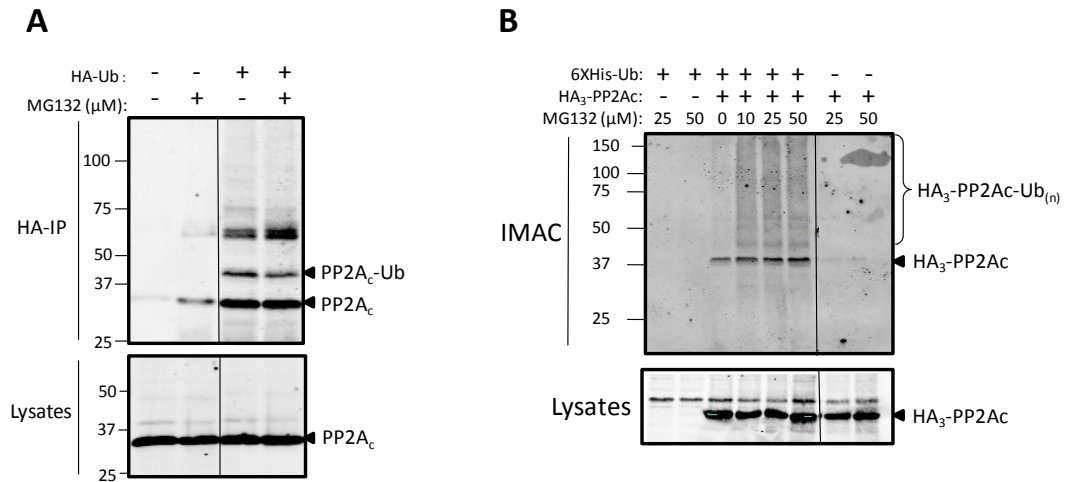 A
HA-Ub : - - + +
MG132 (µM): - + - +
HA-IP
100
75
50
37
25
PP2Ac-Ub
PP2Ac
Lysates
50
37
25
PP2Ac
B
6XHis-Ub: + + + + + + - -
HA3-PP2Ac: - - + + + + + +
MG132 (µM): 25 50 0 10 25 50 25 50
IMAC
150
100
75
50
37
25
HA3-PP2Ac-Ub(n)
HA3-PP2Ac
Lysates
HA3-PP2Ac